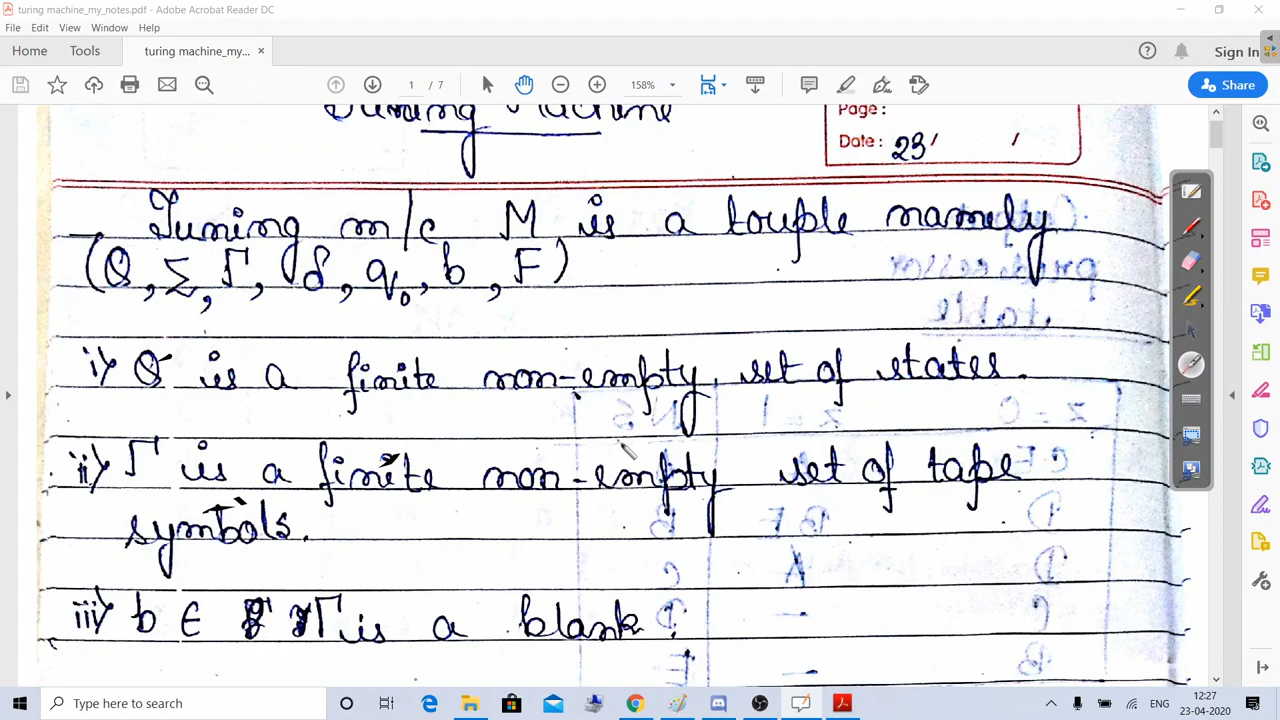 turing machine_my_notes.pdf - Adobe Acrobat Reader DC
File Edit View Window Help
Home Tools turing machine_my... × Sign In
1 / 7 158% Share
Turing Machine
Page:
Date: 23/ /
Turing m/c M is a touple namely
(Q, Σ, Γ, δ, q₀, b, F)
i) Q is a finite non-empty set of states.
ii) Γ is a finite non-empty set of tape
symbols.
iii) b ∈ Γ is a blank.
Type here to search
ENG
12:27
23-04-2020